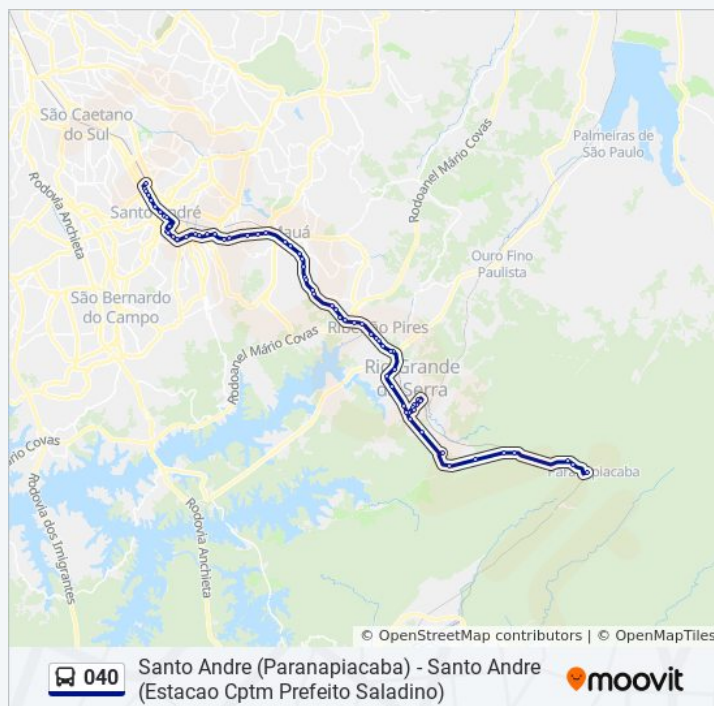 São Caetano
do Sul
Palmeiras de
São Paulo
Rodoanel Mário Covas
Rodovia Anchieta
Santo André
Mauá
Ouro Fino
Paulista
São Bernardo
do Campo
Ribeirão Pires
Rodoanel Mário Covas
Rio Grande
da Serra
Mário Covas
Rodovia dos Imigrantes
Rodovia Anchieta
Paranapiacaba
© OpenStreetMap contributors | © OpenMapTiles
040
Santo Andre (Paranapiacaba) - Santo Andre
(Estacao Cptm Prefeito Saladino)
moovit